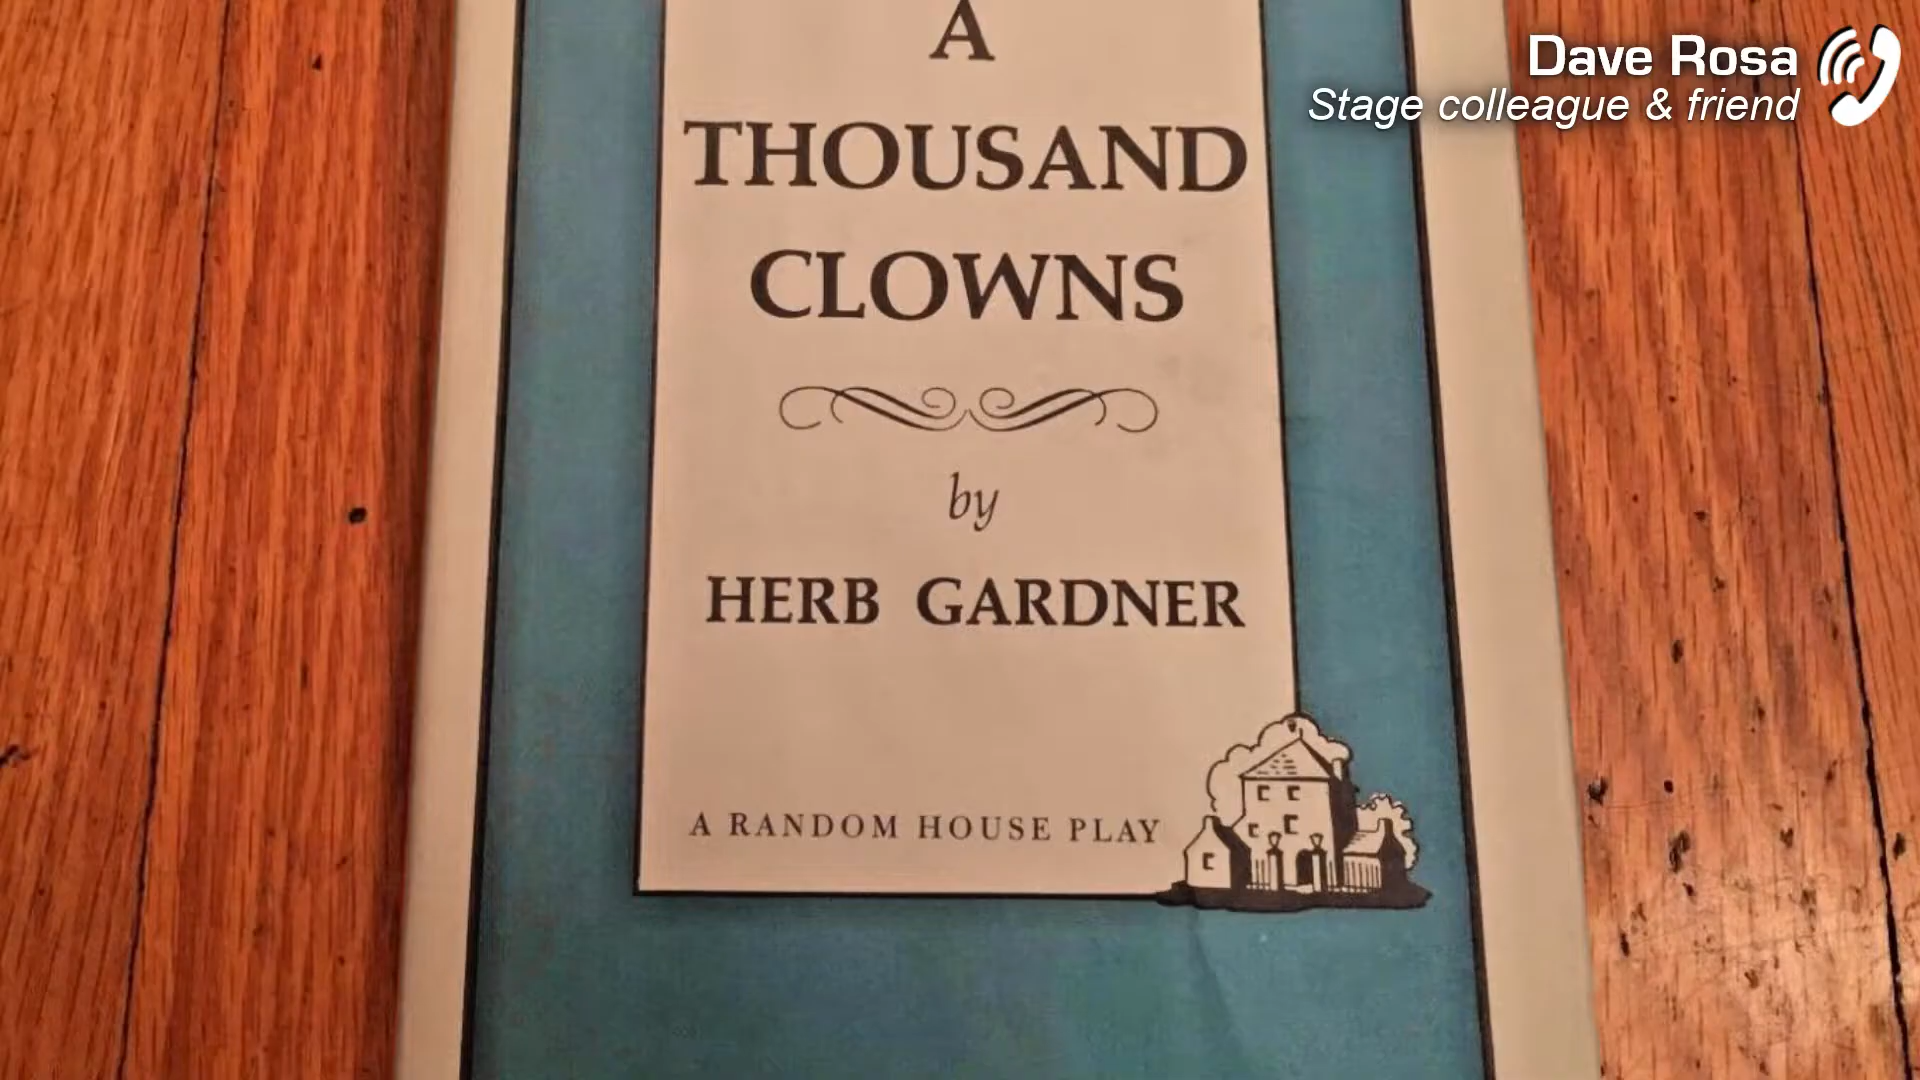 Dave Rosa
Stage colleague & friend
A
THOUSAND
CLOWNS
by
HERB GARDNER
A RANDOM HOUSE PLAY